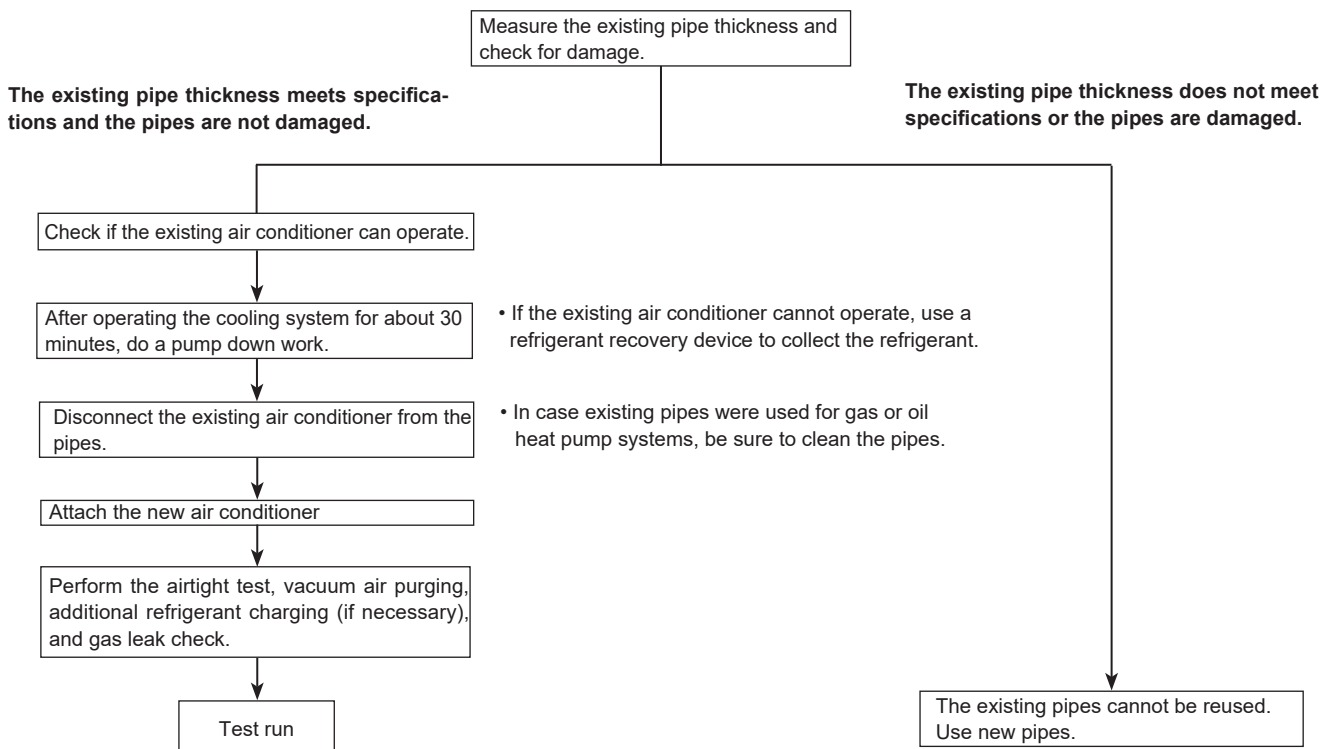 Measure the existing pipe thickness and
check for damage.
The existing pipe thickness meets specifica-
tions and the pipes are not damaged.
The existing pipe thickness does not meet
specifications or the pipes are damaged.
Check if the existing air conditioner can operate.
After operating the cooling system for about 30
minutes, do a pump down work.
• If the existing air conditioner cannot operate, use a
refrigerant recovery device to collect the refrigerant.
Disconnect the existing air conditioner from the
pipes.
• In case existing pipes were used for gas or oil
heat pump systems, be sure to clean the pipes.
Attach the new air conditioner
Perform the airtight test, vacuum air purging,
additional refrigerant charging (if necessary),
and gas leak check.
Test run
The existing pipes cannot be reused.
Use new pipes.